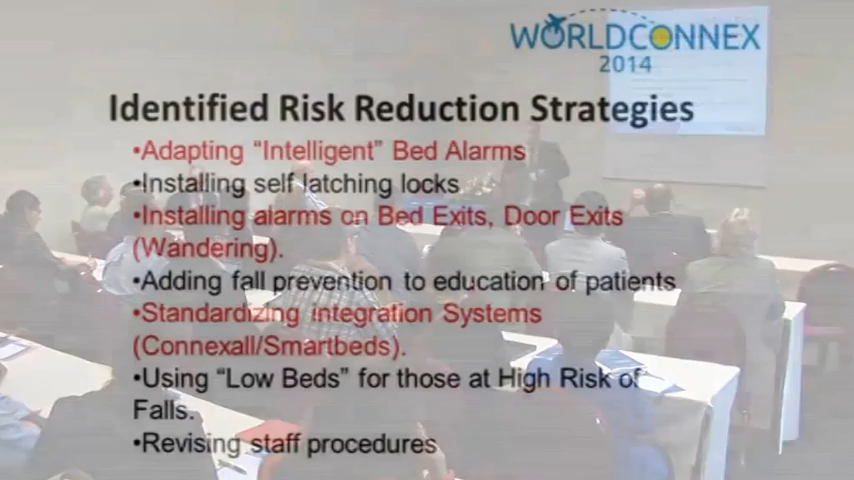 WORLDCONNEX
2014
Identified Risk Reduction Strategies
•Adapting “Intelligent” Bed Alarms
•Installing self latching locks
•Installing alarms on Bed Exits, Door Exits
(Wandering).
•Adding fall prevention to education of patients
•Standardizing Integration Systems
(Connexall/Smartbeds).
•Using “Low Beds” for those at High Risk of
Falls.
•Revising staff procedures